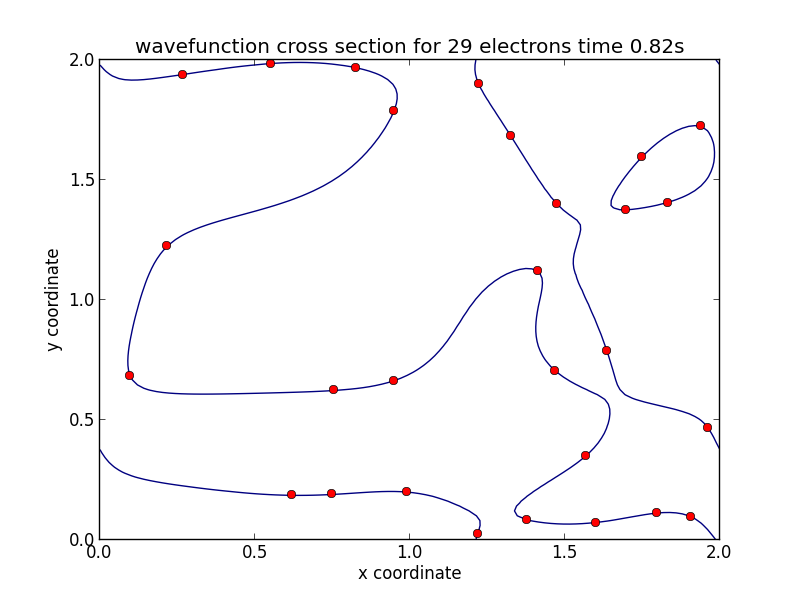 wavefunction cross section for 29 electrons time 0.82s
2.0
1.5
1.0
0.5
0.0
y coordinate
0.0 0.5 1.0 1.5 2.0
x coordinate